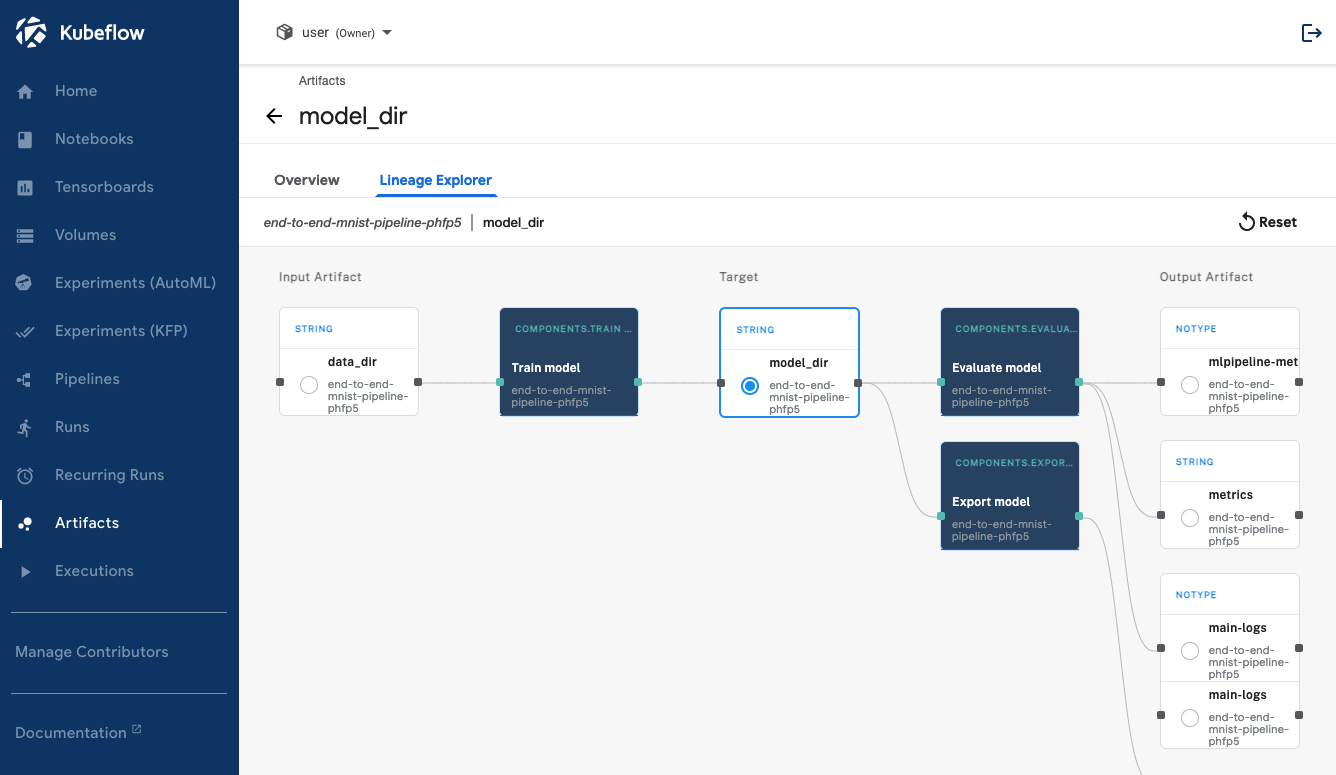 Kubeflow
user (Owner)
Home
Notebooks
Tensorboards
Volumes
Experiments (AutoML)
Experiments (KFP)
Pipelines
Runs
Recurring Runs
Artifacts
Executions
Manage Contributors
Documentation
Artifacts
model_dir
Overview
Lineage Explorer
end-to-end-mnist-pipeline-phfp5 | model_dir
Reset
Input Artifact
Target
Output Artifact
STRING
data_dir
end-to-end-
mnist-pipeline-
phfp5
COMPONENTS.TRAIN ...
Train model
end-to-end-mnist-
pipeline-phfp5
STRING
model_dir
end-to-end-
mnist-pipeline-
phfp5
COMPONENTS.EVALUA...
Evaluate model
end-to-end-mnist-
pipeline-phfp5
COMPONENTS.EXPOR...
Export model
end-to-end-mnist-
pipeline-phfp5
NOTYPE
mlpipeline-met
end-to-end-
mnist-pipeline-
phfp5
STRING
metrics
end-to-end-
mnist-pipeline-
phfp5
NOTYPE
main-logs
end-to-end-
mnist-pipeline-
phfp5
main-logs
end-to-end-
mnist-pipeline-
phfp5